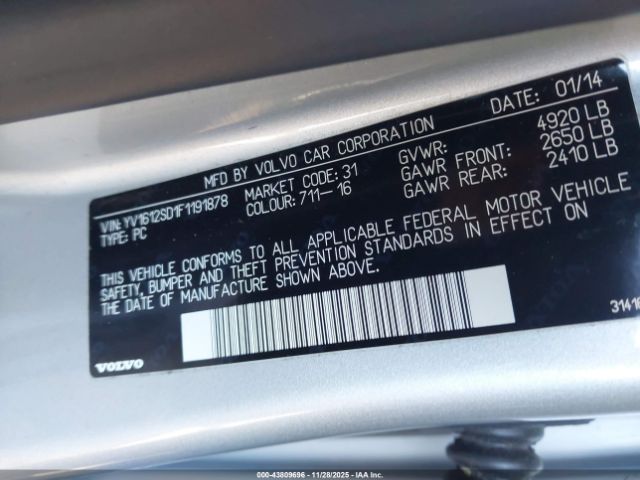 MFD BY VOLVO CAR CORPORATION DATE: 01/14
VIN: YV1612SD1F1191878 MARKET CODE: 31 GVWR: 4920 LB
TYPE: PC COLOUR: 711-16 GAWR FRONT: 2650 LB
GAWR REAR: 2410 LB
THIS VEHICLE CONFORMS TO ALL APPLICABLE FEDERAL MOTOR VEHICLE
SAFETY, BUMPER AND THEFT PREVENTION STANDARDS IN EFFECT ON
THE DATE OF MANUFACTURE SHOWN ABOVE.
VOLVO
00-43809696 - 11/28/2025 - IAA, Inc.